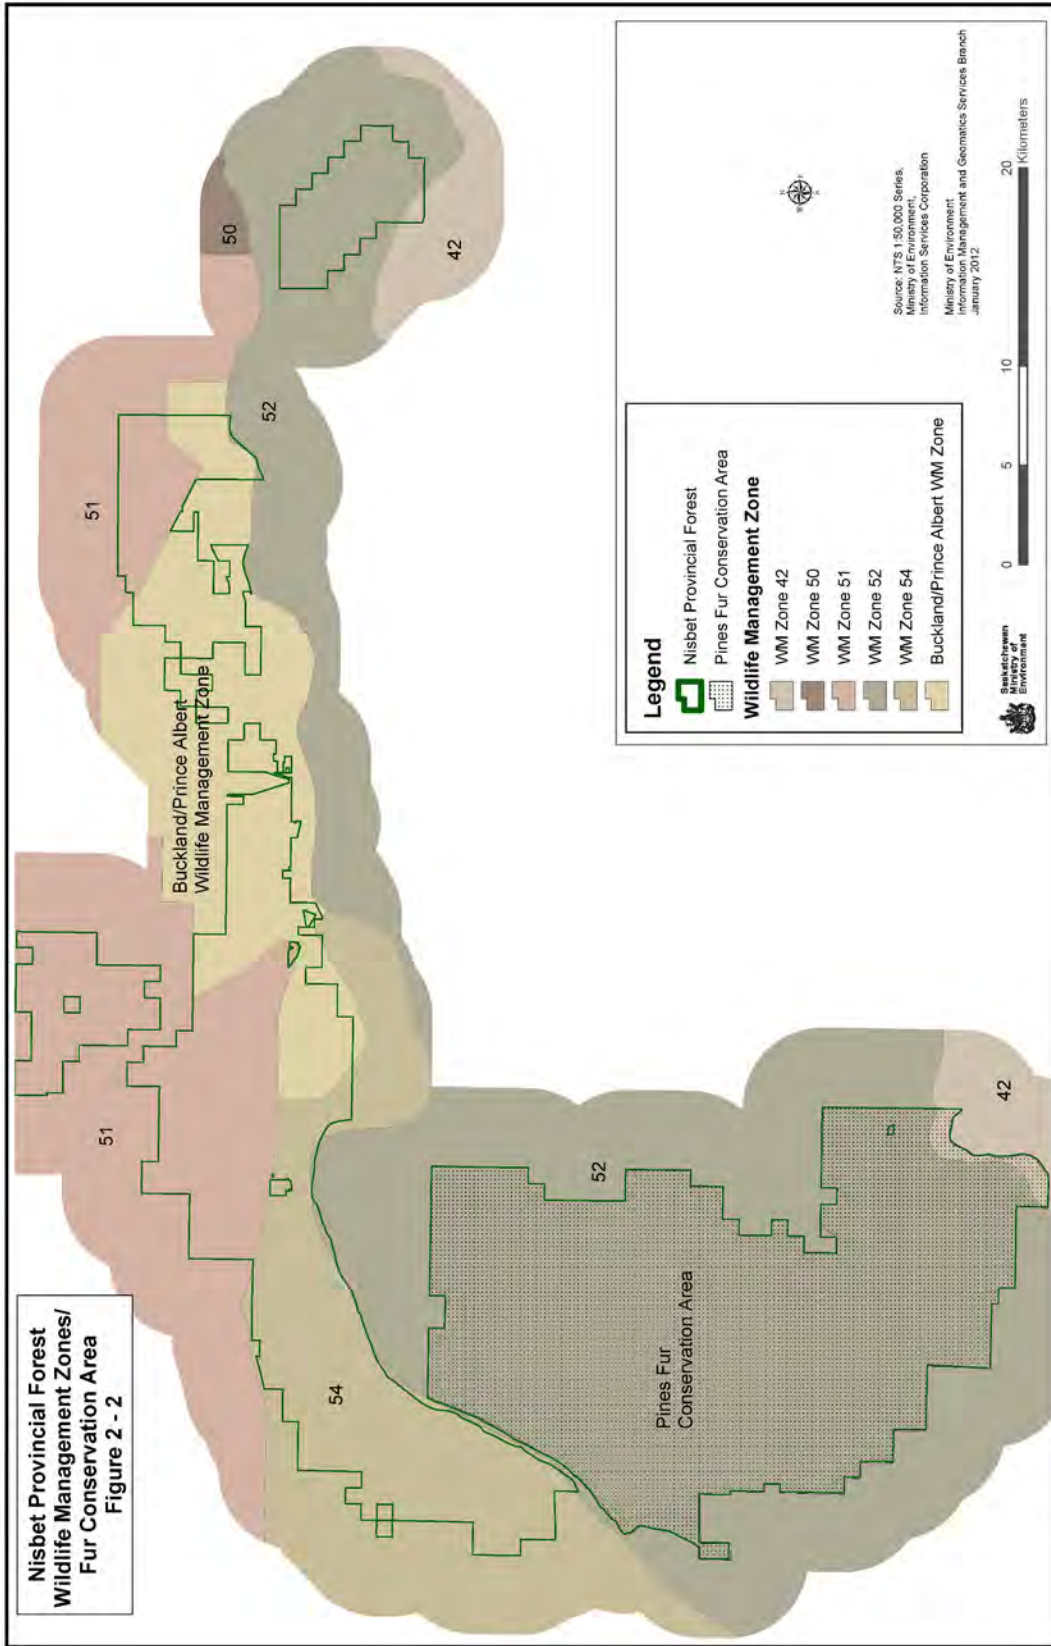 Nisbet Provincial Forest
Wildlife Management Zones/
Fur Conservation Area
Figure 2 - 2
51
51
50
Buckland/Prince Albert
Wildlife Management Zone
52
54
42
52
Pines Fur
Conservation Area
42
Legend
Nisbet Provincial Forest
Pines Fur Conservation Area
Wildlife Management Zone
WM Zone 42
WM Zone 50
WM Zone 51
WM Zone 52
WM Zone 54
Buckland/Prince Albert WM Zone
Source: NTS 1:50,000 Series,
Ministry of Environment,
Information Services Corporation
Ministry of Environment
Information Management and Geomatics Services Branch
January 2012
Saskatchewan
Ministry of
Environment
0 5 10 20
Kilometers